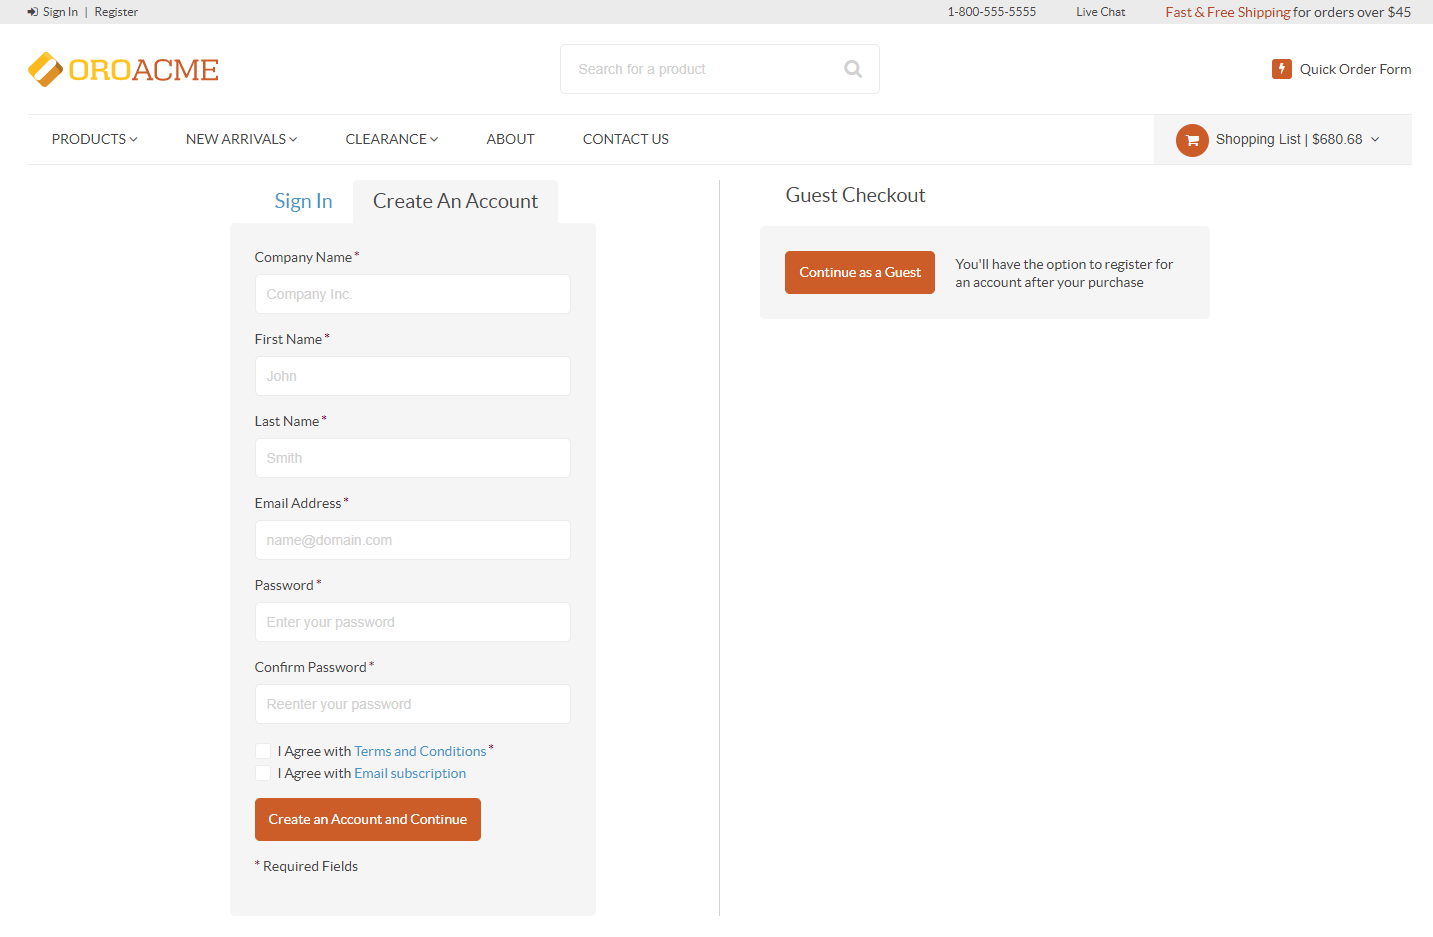 Sign In | Register
1-800-555-5555
Live Chat
Fast & Free Shipping for orders over $45
OROACME
Search for a product
Quick Order Form
PRODUCTS
NEW ARRIVALS
CLEARANCE
ABOUT
CONTACT US
Shopping List | $680.68
Sign In
Create An Account
Company Name *
Company Inc.
First Name *
John
Last Name *
Smith
Email Address *
name@domain.com
Password *
Enter your password
Confirm Password *
Reenter your password
I Agree with Terms and Conditions *
I Agree with Email subscription
Create an Account and Continue
* Required Fields
Guest Checkout
Continue as a Guest
You'll have the option to register for
an account after your purchase